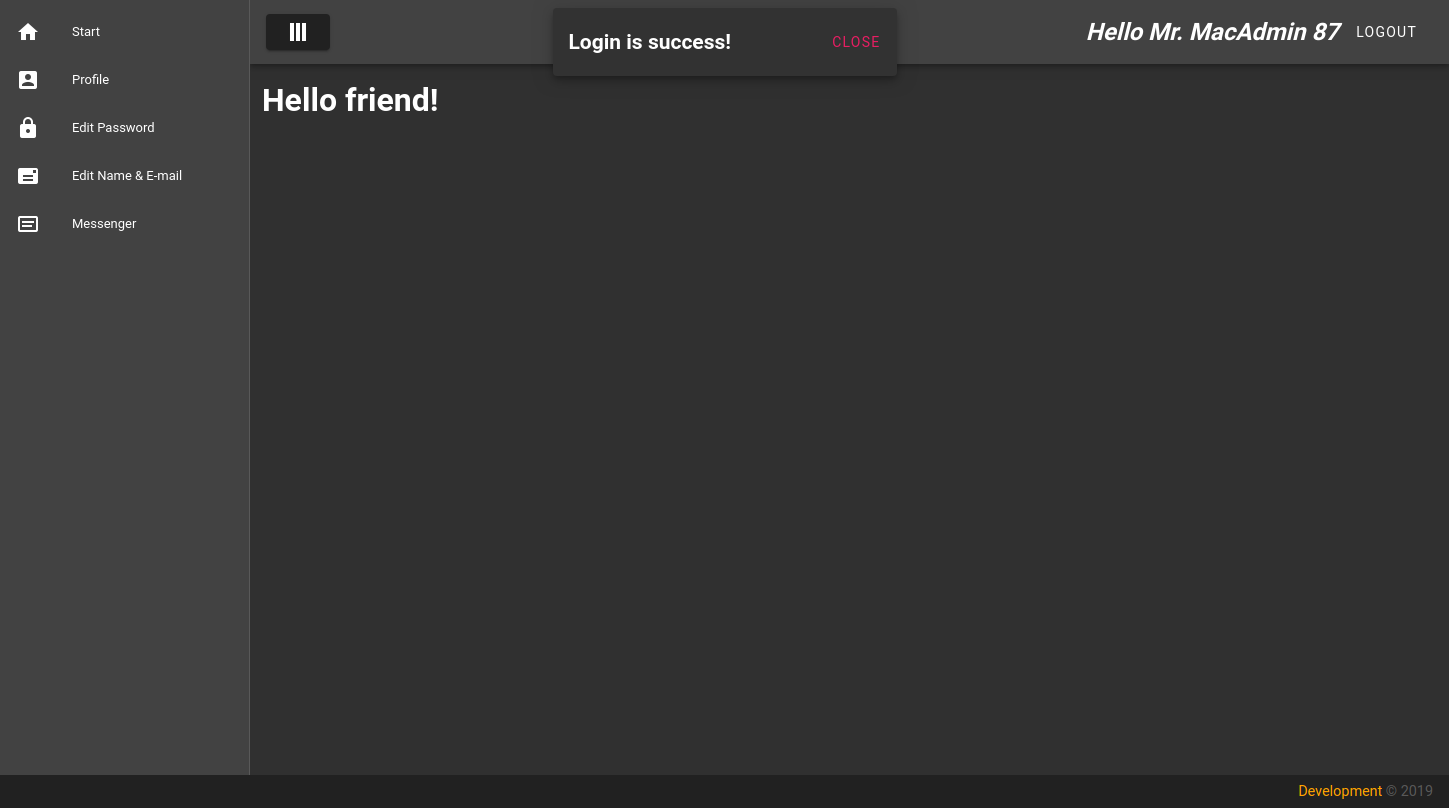 Start
Profile
Edit Password
Edit Name & E-mail
Messenger
Login is success!
CLOSE
Hello Mr. MacAdmin 87
LOGOUT
Hello friend!
Development © 2019